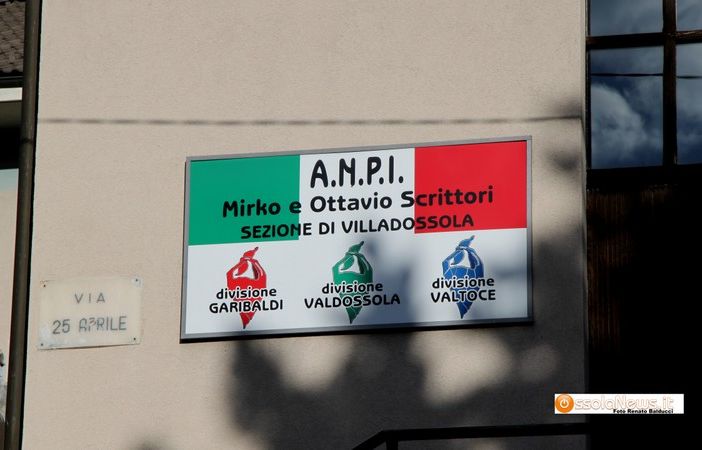 A.N.P.I.
Mirko e Ottavio Scrittori
SEZIONE DI VILLADOSSOLA
divisione
GARIBALDI
divisione
VALDOSSOLA
divisione
VALTOCE
VIA
25 APRILE
OssolaNews.it
Foto Renato Balducci